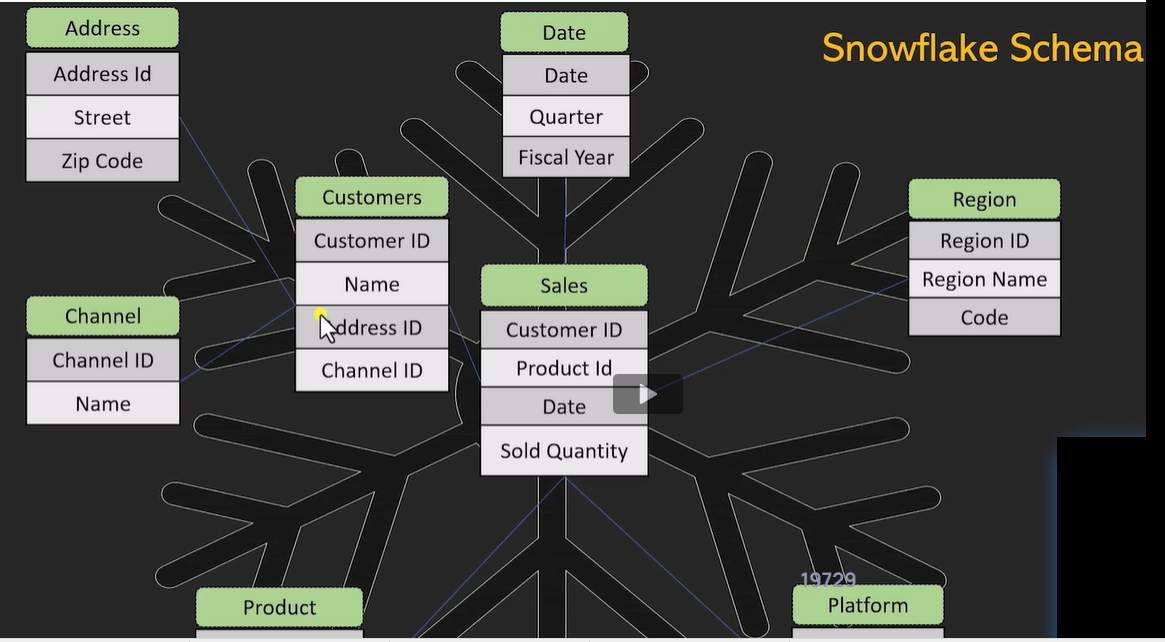 Snowflake Schema
Address
Address Id
Street
Zip Code
Date
Date
Quarter
Fiscal Year
Customers
Customer ID
Name
ddress ID
Channel ID
Region
Region ID
Region Name
Code
Channel
Channel ID
Name
Sales
Customer ID
Product Id
Date
Sold Quantity
Product
19729
Platform